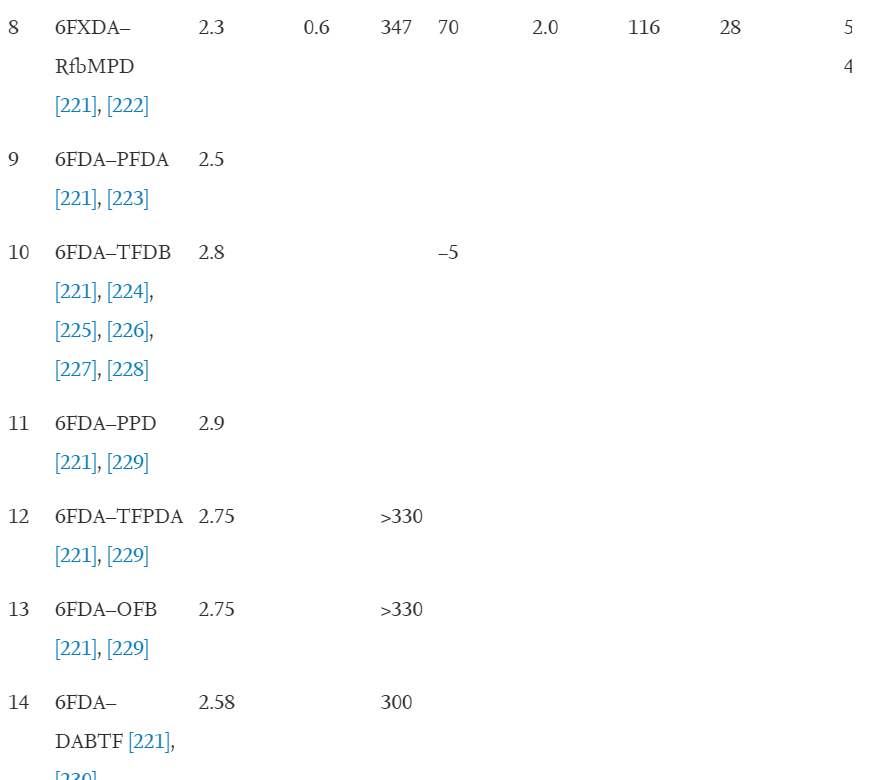 8 6FXDA– 2.3 0.6 347 70 2.0 116 28 5
RfbMPD 4
[221], [222]
9 6FDA–PFDA 2.5
[221], [223]
10 6FDA–TFDB 2.8 –5
[221], [224],
[225], [226],
[227], [228]
11 6FDA–PPD 2.9
[221], [229]
12 6FDA–TFPDA 2.75 >330
[221], [229]
13 6FDA–OFB 2.75 >330
[221], [229]
14 6FDA– 2.58 300
DABTF [221],
[230]